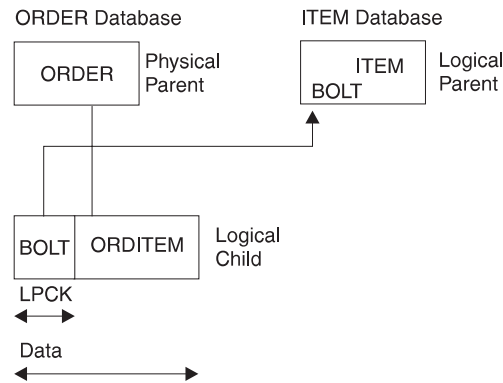 ORDER Database
ITEM Database
ORDER
Physical
Parent
ITEM
BOLT
Logical
Parent
BOLT
ORDITEM
Logical
Child
LPCK
Data